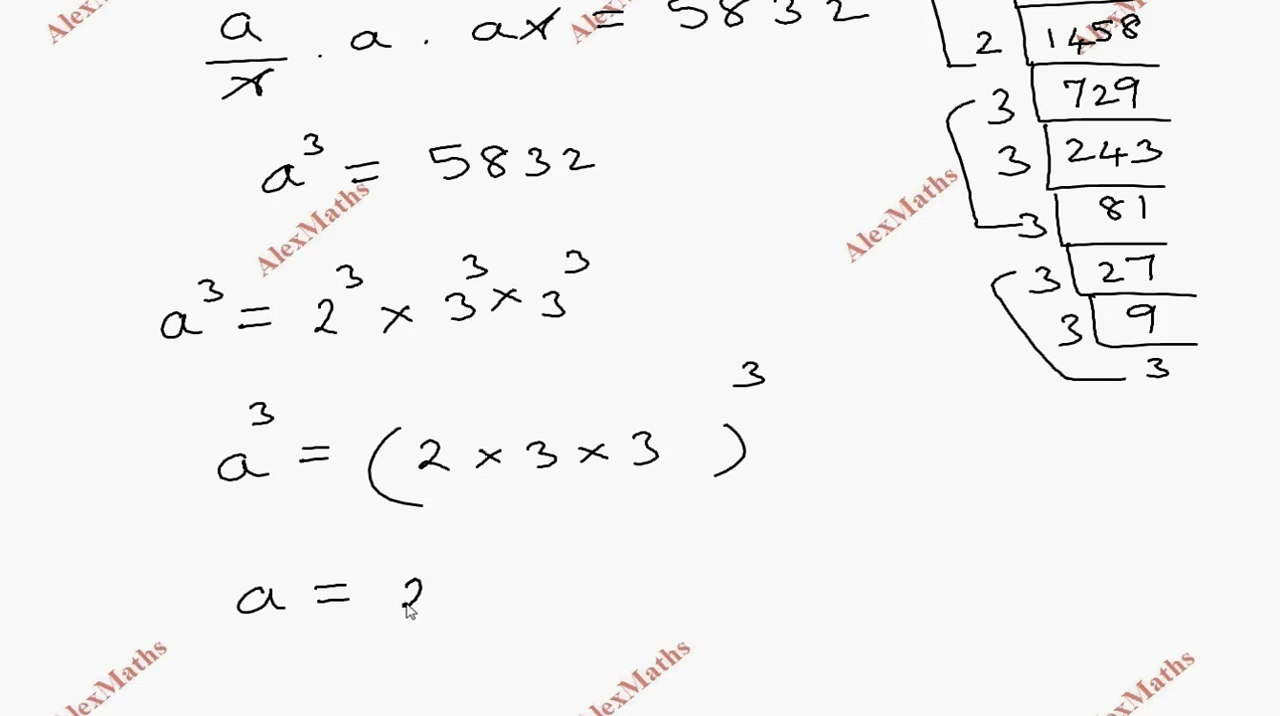 a/r . a . ar = 5832
a³ = 5832
a³ = 2³ × 3³ × 3³
a³ = (2 × 3 × 3)³
a = 2
2 | 1458
3 | 729
3 | 243
3 | 81
3 | 27
3 | 9
3
AlexMaths
AlexMaths
AlexMaths
AlexMaths
AlexMaths
AlexMaths